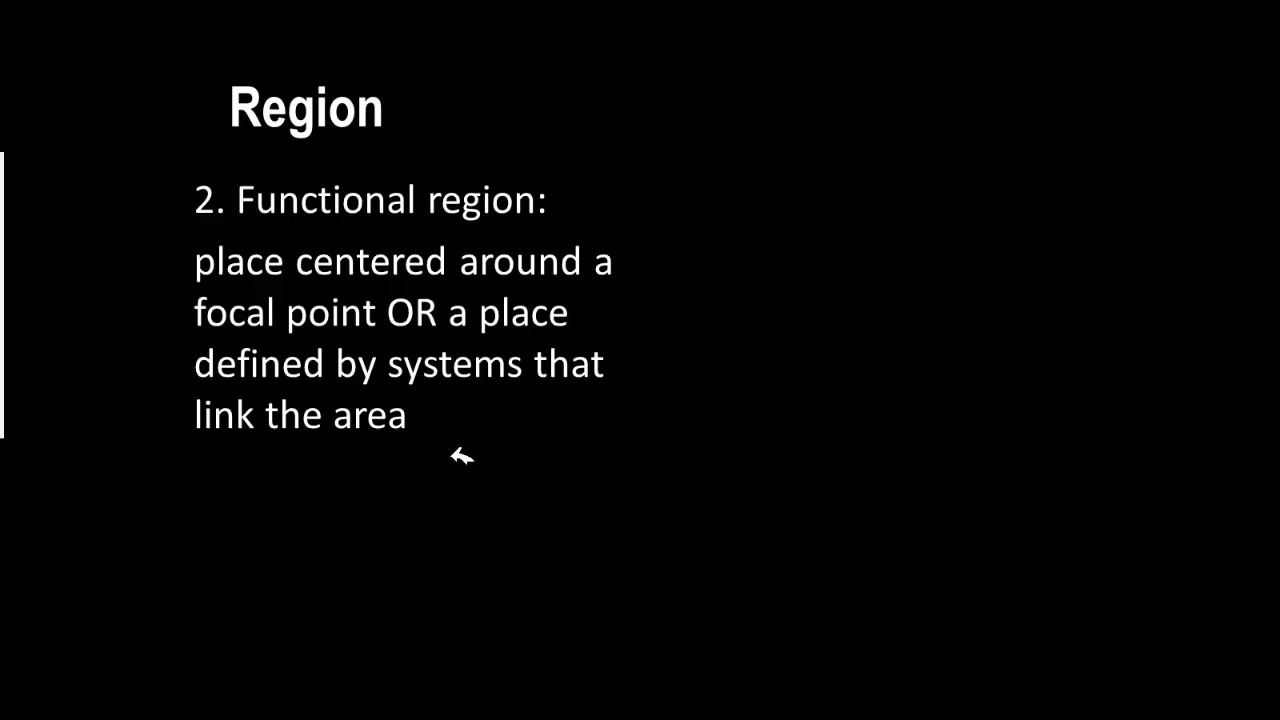 Region
2. Functional region:
place centered around a
focal point OR a place
defined by systems that
link the area